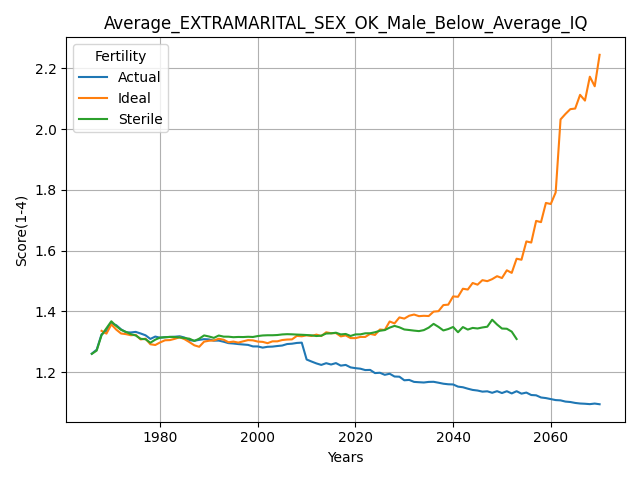 Average_EXTRAMARITAL_SEX_OK_Male_Below_Average_IQ
Fertility
Actual
Ideal
Sterile
Score(1-4)
2.2
2.0
1.8
1.6
1.4
1.2
1980
2000
2020
2040
2060
Years